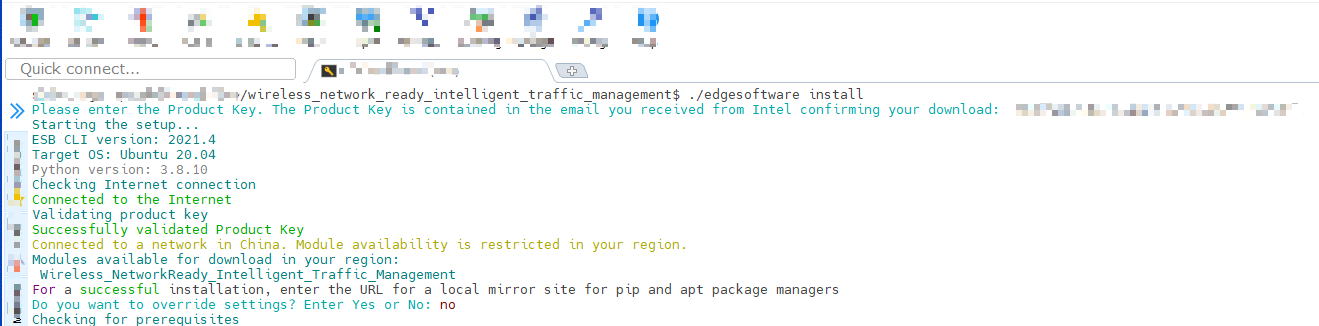 Quick connect...
/wireless_network_ready_intelligent_traffic_management$ ./edgesoftware install
Please enter the Product Key. The Product Key is contained in the email you received from Intel confirming your download:
Starting the setup...
ESB CLI version: 2021.4
Target OS: Ubuntu 20.04
Python version: 3.8.10
Checking Internet connection
Connected to the Internet
Validating product key
Successfully validated Product Key
Connected to a network in China. Module availability is restricted in your region.
Modules available for download in your region:
Wireless_NetworkReady_Intelligent_Traffic_Management
For a successful installation, enter the URL for a local mirror site for pip and apt package managers
Do you want to override settings? Enter Yes or No: no
Checking for prerequisites